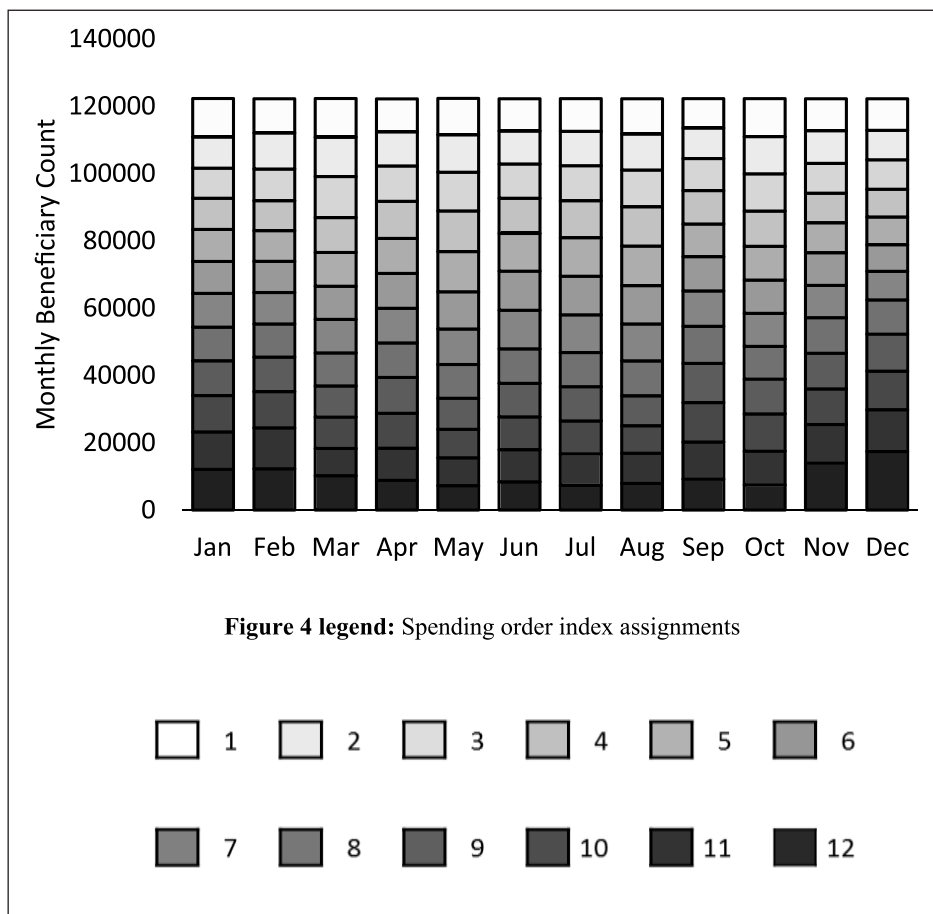 140000
120000
100000
80000
60000
40000
20000
0
Monthly Beneficiary Count
Jan Feb Mar Apr May Jun Jul Aug Sep Oct Nov Dec
Figure 4 legend: Spending order index assignments
1 2 3 4 5 6
7 8 9 10 11 12